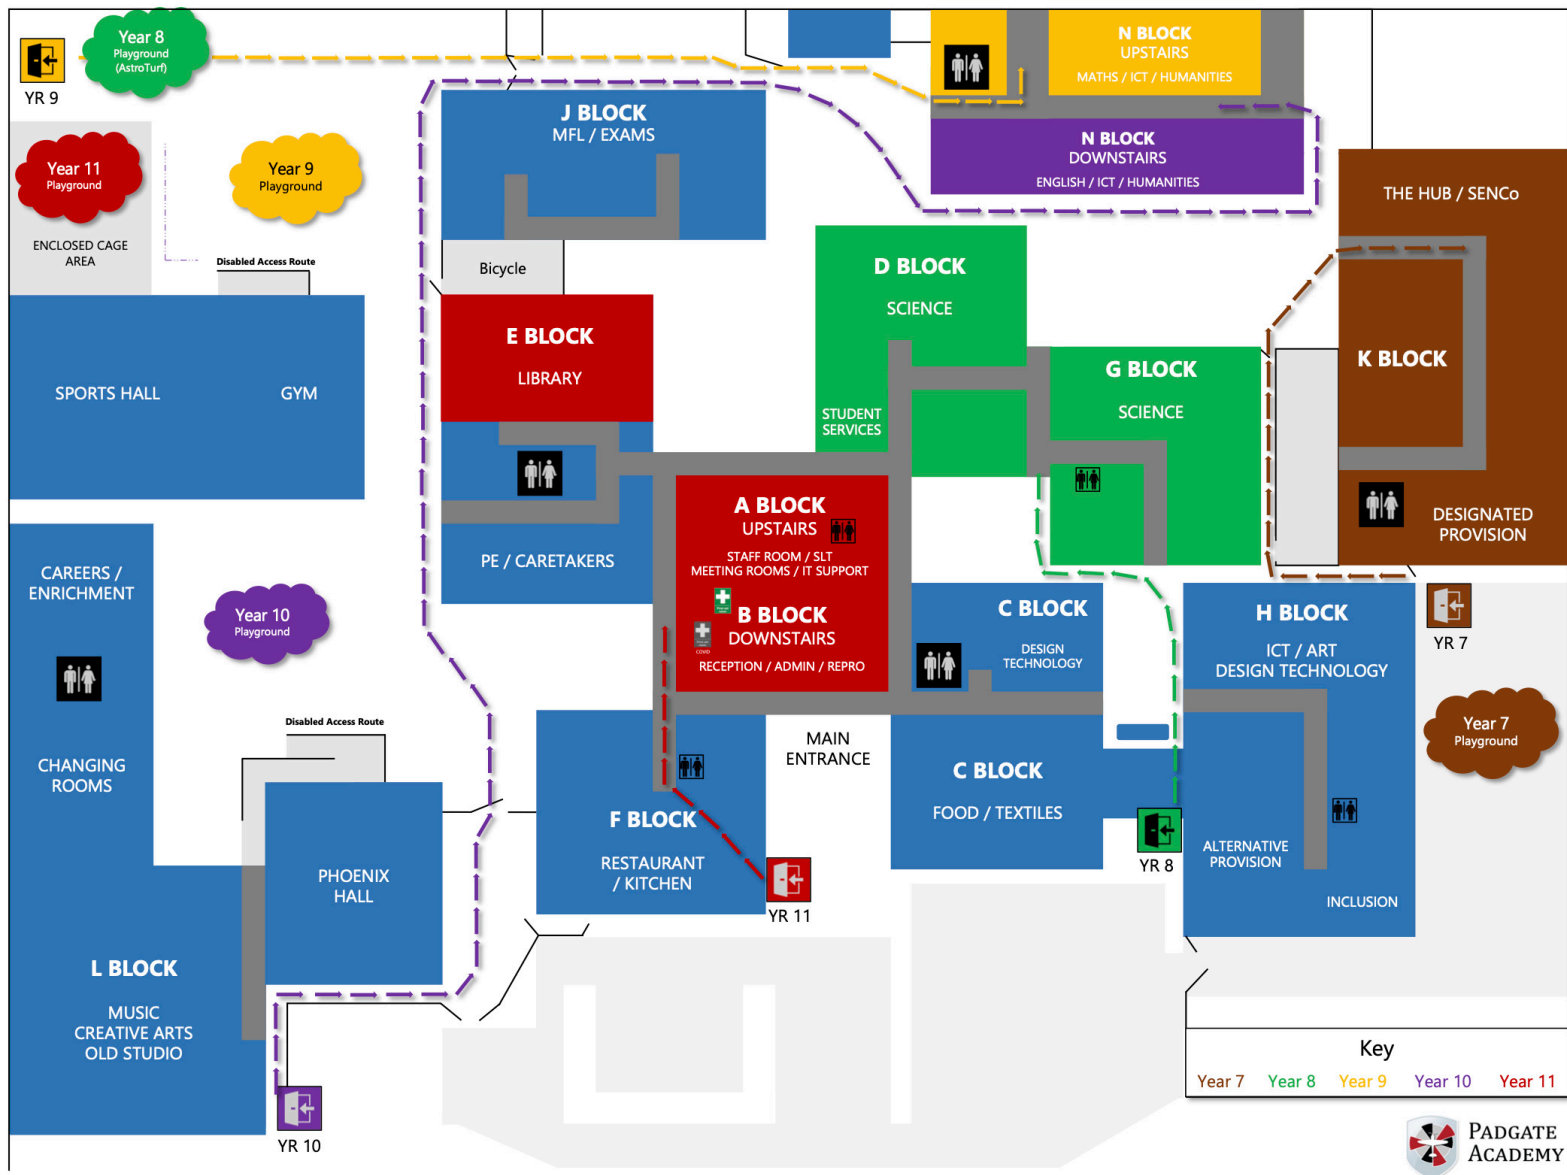 Year 8
Playground
(AstroTurf)
YR 9
N BLOCK
UPSTAIRS
MATHS / ICT / HUMANITIES
J BLOCK
MFL / EXAMS
N BLOCK
DOWNSTAIRS
ENGLISH / ICT / HUMANITIES
Year 11
Playground
Year 9
Playground
THE HUB / SENCo
ENCLOSED CAGE
AREA
Disabled Access Route
Bicycle
D BLOCK
SCIENCE
E BLOCK
LIBRARY
SPORTS HALL
GYM
K BLOCK
G BLOCK
SCIENCE
STUDENT
SERVICES
A BLOCK
UPSTAIRS
STAFF ROOM / SLT
MEETING ROOMS / IT SUPPORT
DESIGNATED
PROVISION
PE / CARETAKERS
CAREERS /
ENRICHMENT
Year 10
Playground
B BLOCK
DOWNSTAIRS
COVID
RECEPTION / ADMIN / REPRO
C BLOCK
DESIGN
TECHNOLOGY
H BLOCK
ICT / ART
DESIGN TECHNOLOGY
YR 7
Disabled Access Route
Year 7
Playground
MAIN
ENTRANCE
CHANGING
ROOMS
C BLOCK
FOOD / TEXTILES
F BLOCK
RESTAURANT
/ KITCHEN
PHOENIX
HALL
YR 8
ALTERNATIVE
PROVISION
YR 11
INCLUSION
L BLOCK
MUSIC
CREATIVE ARTS
OLD STUDIO
YR 10
Key
Year 7 Year 8 Year 9 Year 10 Year 11
PADGATE
ACADEMY